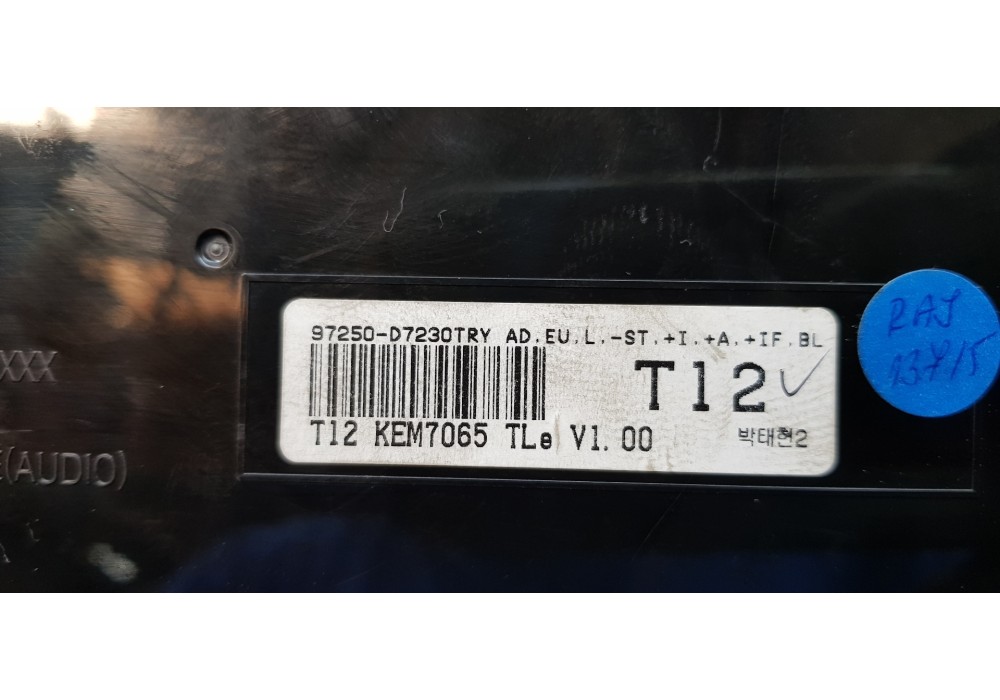 97250-D7230TRY AD.EU.L.-ST.+I.+A.+IF.BL
T12
T12 KEM7065 TLe V1.00
박태현2
XXX
(AUDIO)